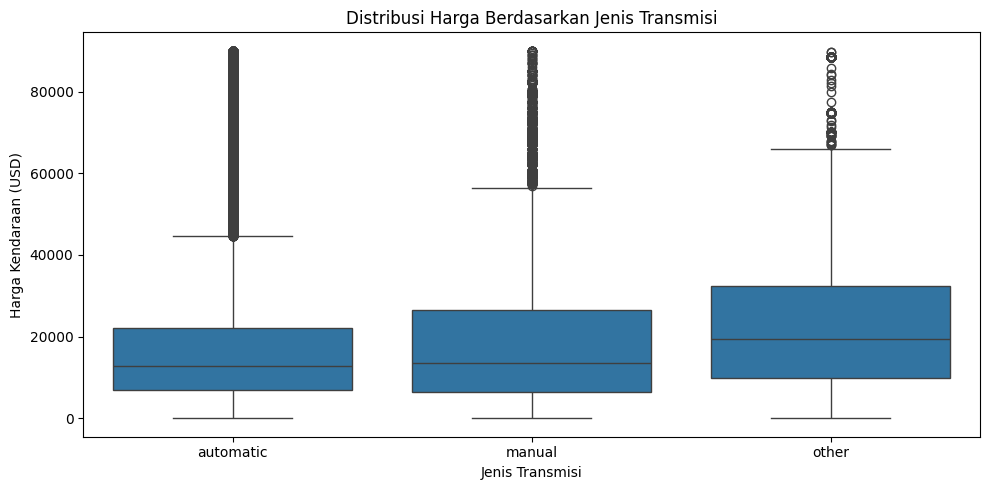 Distribusi Harga Berdasarkan Jenis Transmisi
Harga Kendaraan (USD)
80000
60000
40000
20000
0
automatic manual other
Jenis Transmisi